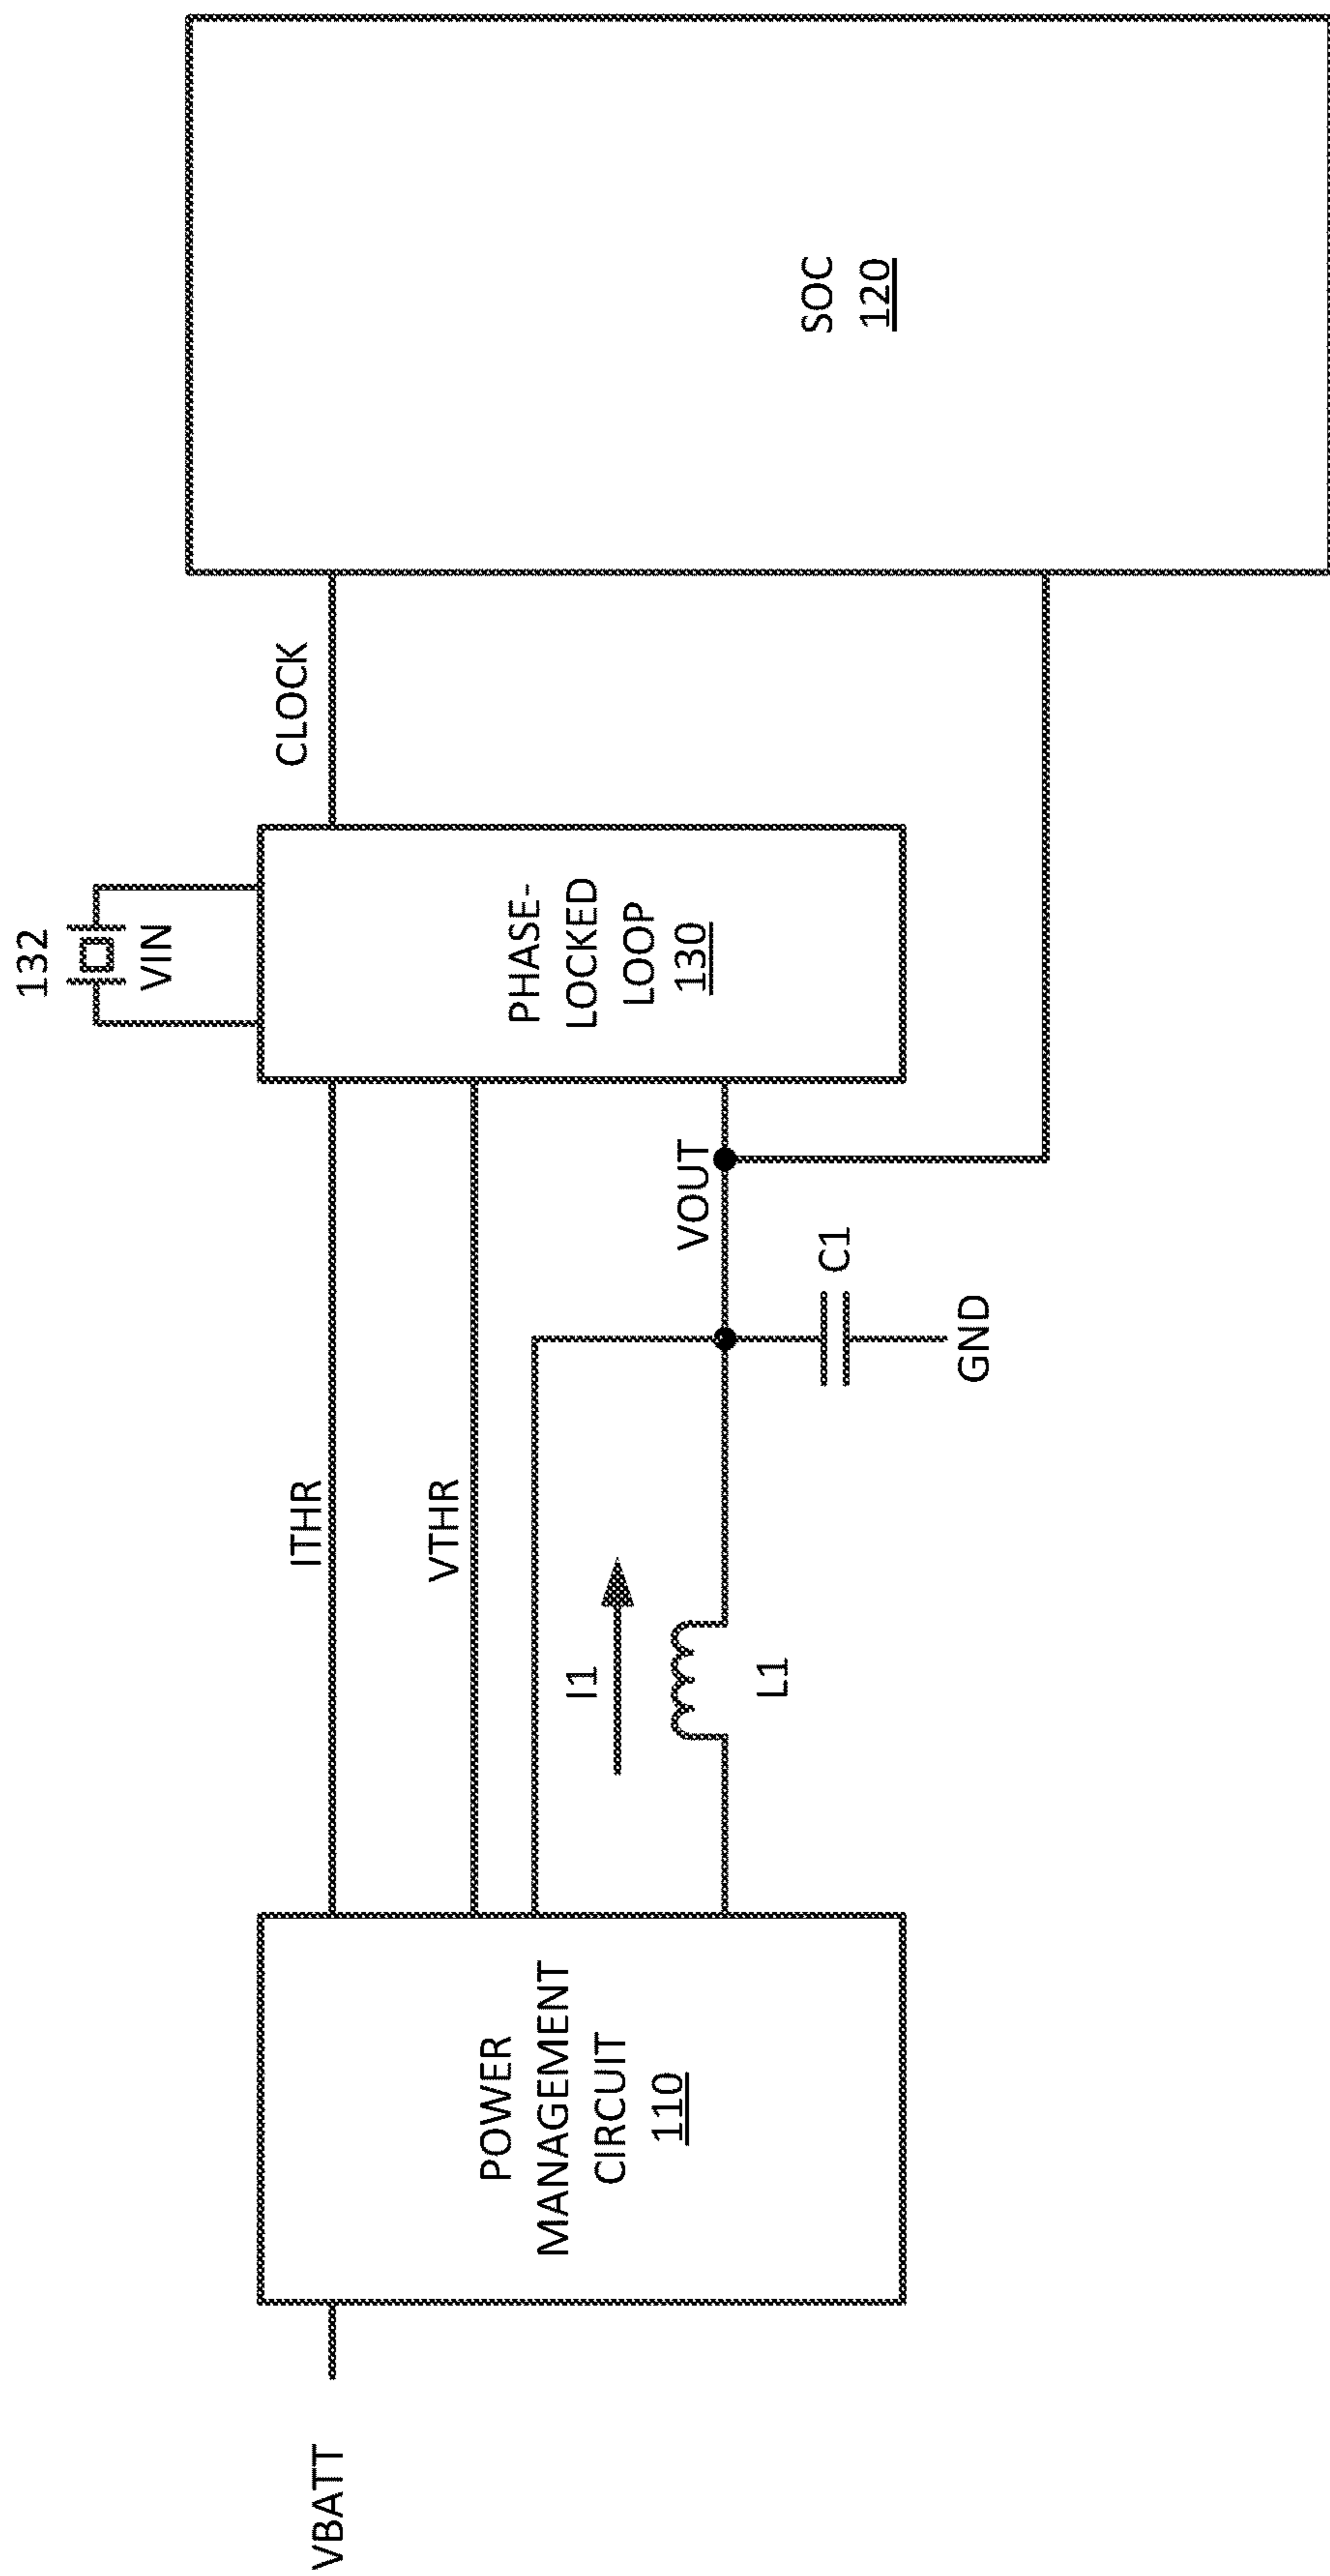 132
VIN
CLOCK
ITHR
VTHR
I1
L1
VOUT
C1
GND
VBATT
POWER
MANAGEMENT
CIRCUIT
110
PHASE-
LOCKED
LOOP
130
SOC
120